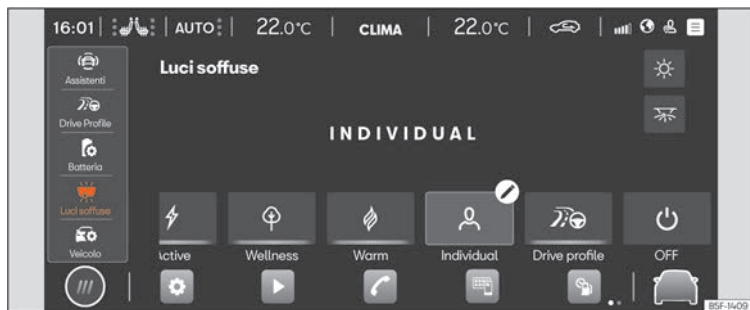 16:01 AUTO 22.0°C CLIMA 22.0°C
Assistenti
Drive Profile
Batteria
Luci soffuse
Veicolo
Luci soffuse
INDIVIDUAL
Active Wellness Warm Individual Drive profile OFF
B5F-1409